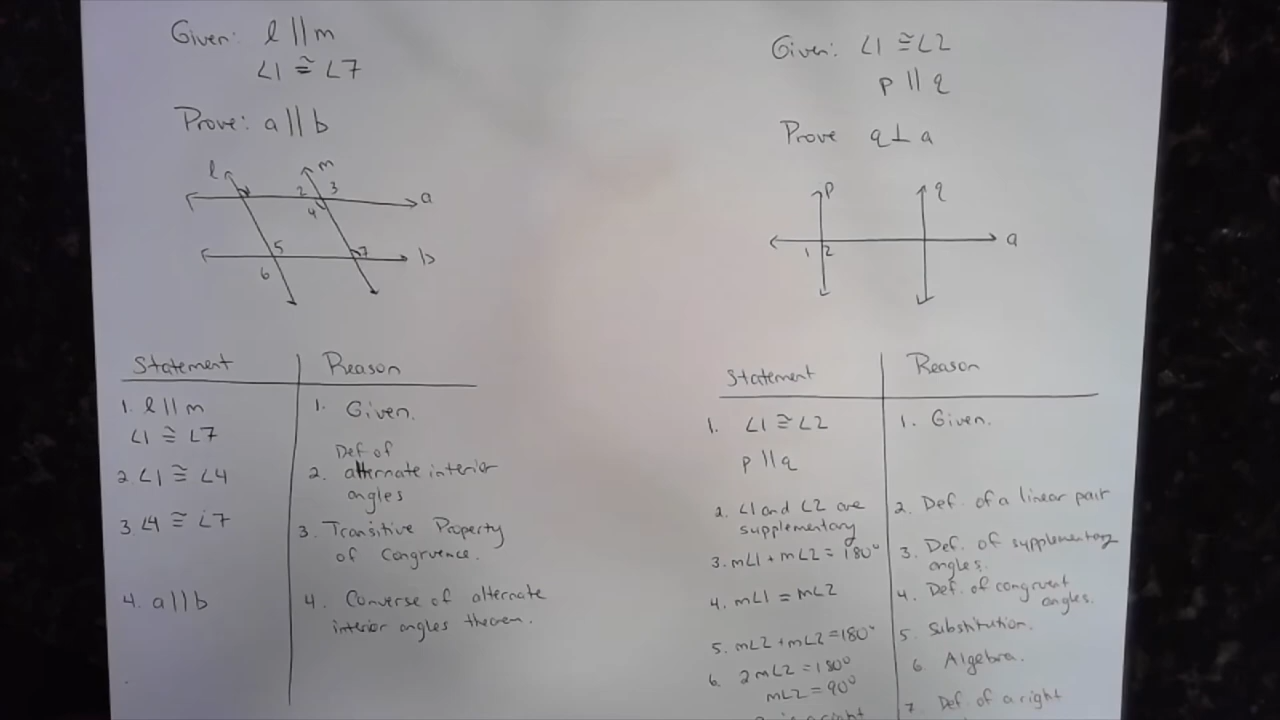 Given: ℓ || m
∠1 ≅ ∠7
Prove: a || b
ℓ
m
2
3
a
4
5
7
b
6
Statement
Reason
1. ℓ || m
1. Given.
∠1 ≅ ∠7
2. ∠1 ≅ ∠4
Def of
2. alternate interior
angles
3. ∠4 ≅ ∠7
3. Transitive Property
of Congruence.
4. a || b
4. Converse of alternate
interior angles theorem.
Given: ∠1 ≅ ∠2
p || q
Prove q ⊥ a
p
q
a
1
2
Statement
Reason
1. ∠1 ≅ ∠2
1. Given.
p || q
2. ∠1 and ∠2 are
supplementary
2. Def. of a linear pair
3. m∠1 + m∠2 = 180°
3. Def. of supplementary
angles.
4. m∠1 = m∠2
4. Def. of congruent
angles.
5. m∠2 + m∠2 = 180°
5. Substitution.
6. 2m∠2 = 180°
m∠2 = 90°
6. Algebra.
7. Def. of a right